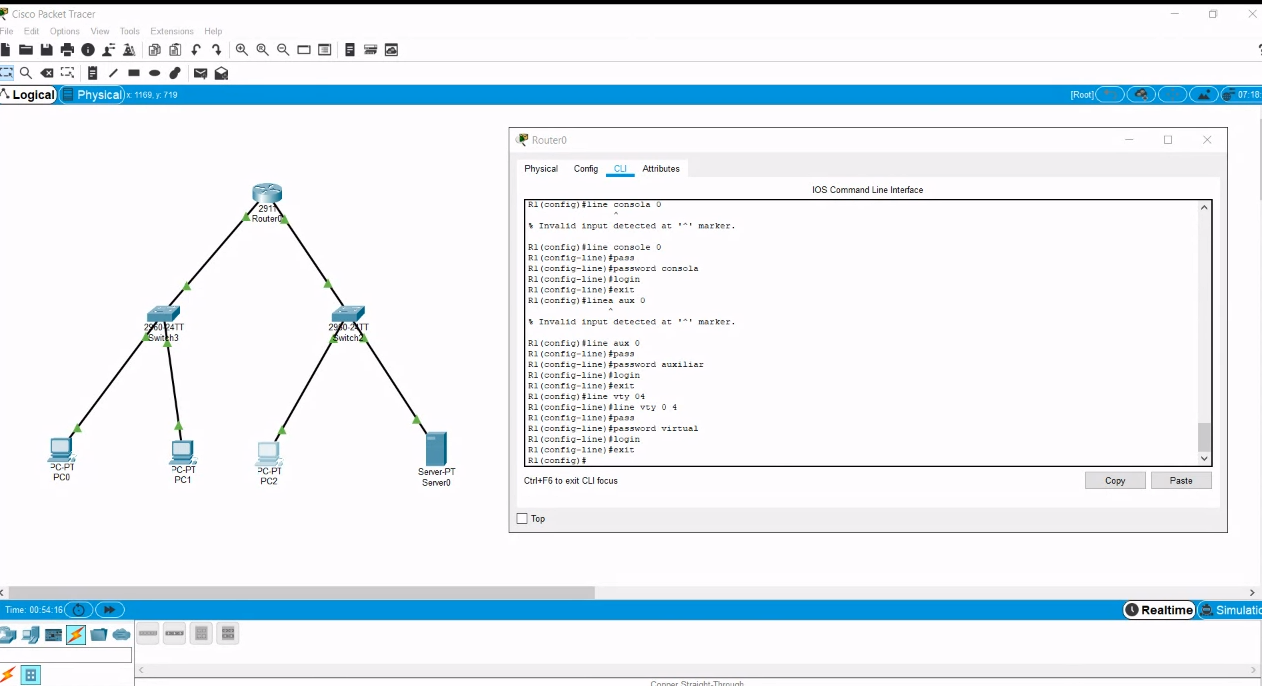 Cisco Packet Tracer
File Edit Options View Tools Extensions Help
Logical Physical x: 1169, y: 719 [Root] 07:18:
Router0
Physical Config CLI Attributes
IOS Command Line Interface
R1(config)#line consola 0
^
% Invalid input detected at '^' marker.
R1(config)#line console 0
R1(config-line)#pass
R1(config-line)#password consola
R1(config-line)#login
R1(config-line)#exit
R1(config)#linea aux 0
^
% Invalid input detected at '^' marker.
R1(config)#line aux 0
R1(config-line)#pass
R1(config-line)#password auxiliar
R1(config-line)#login
R1(config-line)#exit
R1(config)#line vty 04
R1(config-line)#line vty 0 4
R1(config-line)#pass
R1(config-line)#password virtual
R1(config-line)#login
R1(config-line)#exit
R1(config)#
Ctrl+F6 to exit CLI focus
Copy Paste
Top
2911
Router0
2960-24TT
Switch3
2960-24TT
Switch2
PC-PT
PC0
PC-PT
PC1
PC-PT
PC2
Server-PT
Server0
Time: 00:54:16
Realtime Simulatio
Copper Straight-Through